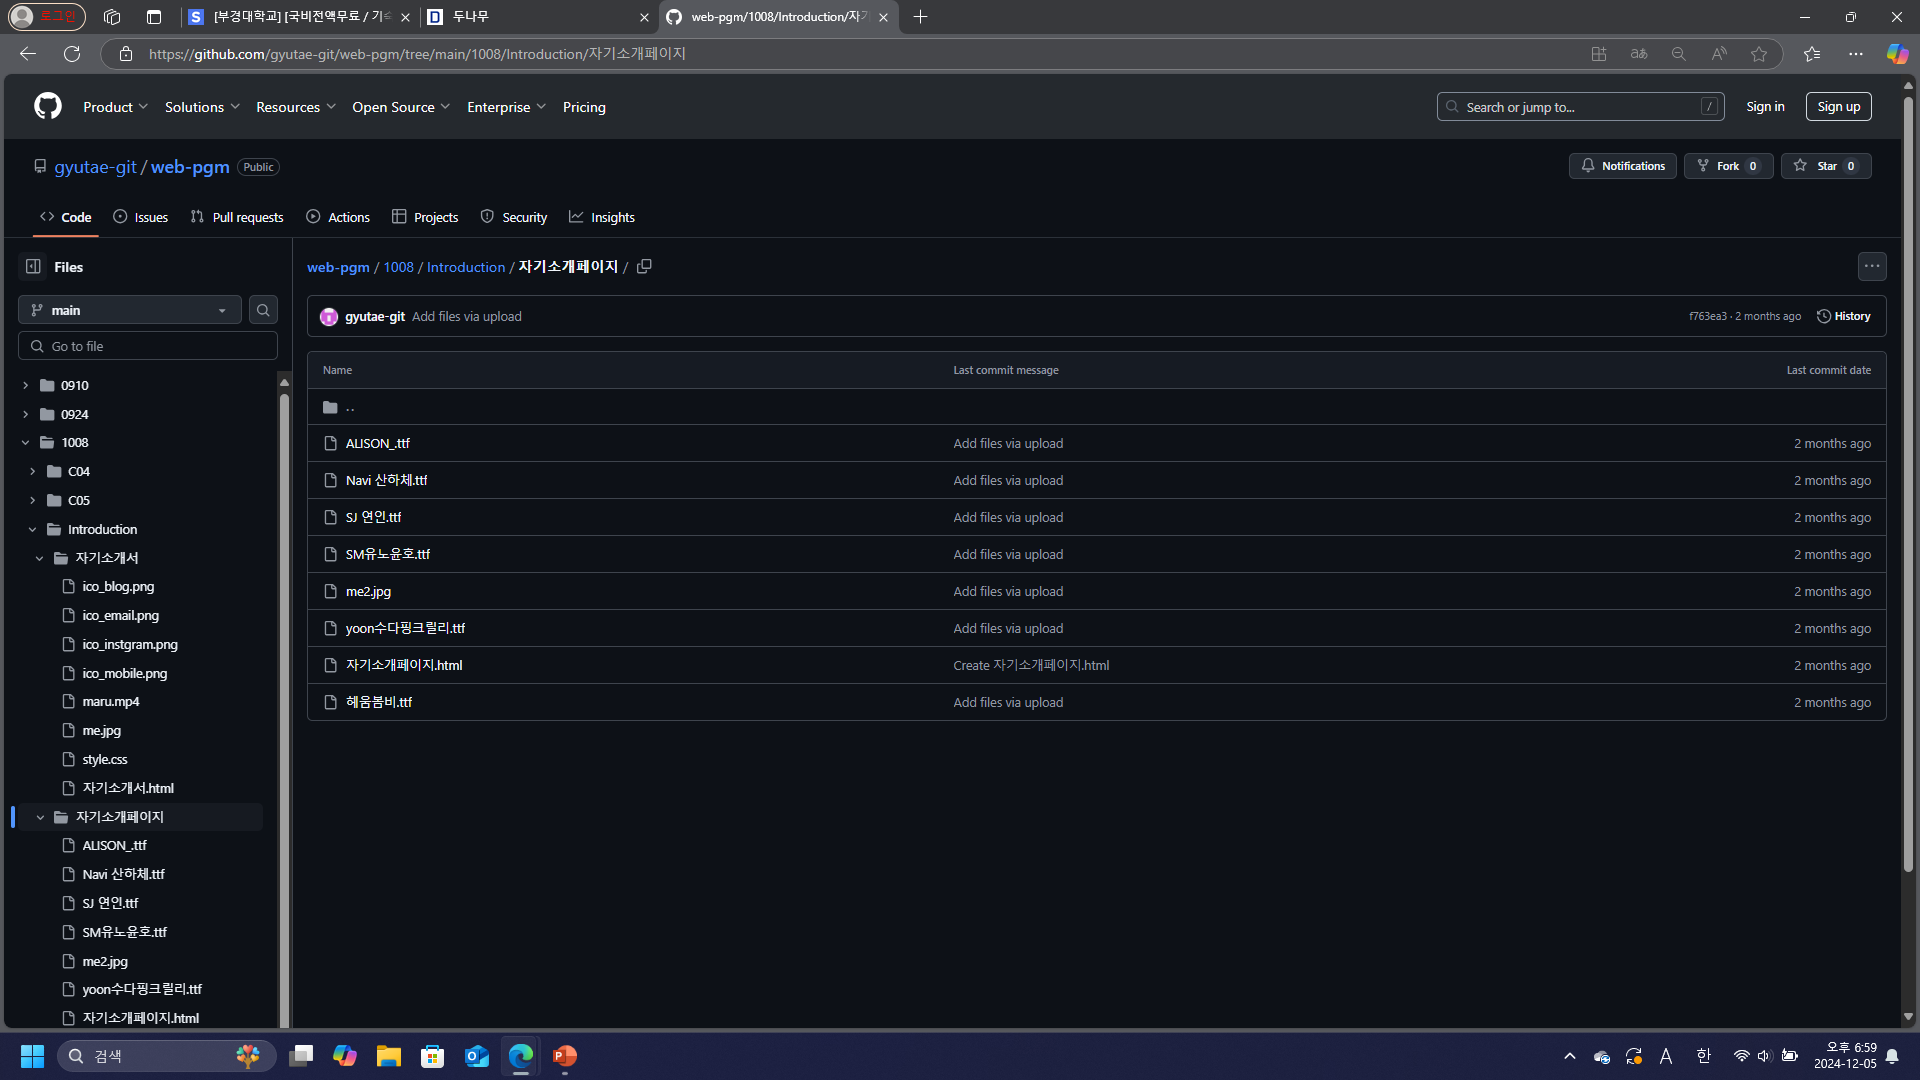 로그인
[부경대학교] [국비전액무료 / 기숙
두나무
web-pgm/1008/Introduction/자기
https://github.com/gyutae-git/web-pgm/tree/main/1008/Introduction/자기소개페이지
Product
Solutions
Resources
Open Source
Enterprise
Pricing
Search or jump to...
/
Sign in
Sign up
gyutae-git / web-pgm Public
Notifications
Fork 0
Star 0
Code
Issues
Pull requests
Actions
Projects
Security
Insights
Files
main
Go to file
0910
0924
1008
C04
C05
Introduction
자기소개서
ico_blog.png
ico_email.png
ico_instgram.png
ico_mobile.png
maru.mp4
me.jpg
style.css
자기소개서.html
자기소개페이지
ALISON_.ttf
Navi 산하체.ttf
SJ 연인.ttf
SM유노윤호.ttf
me2.jpg
yoon수다핑크릴리.ttf
자기소개페이지.html
web-pgm / 1008 / Introduction / 자기소개페이지 /
gyutae-git Add files via upload
f763ea3 · 2 months ago
History
Name Last commit message Last commit date
..
ALISON_.ttf Add files via upload 2 months ago
Navi 산하체.ttf Add files via upload 2 months ago
SJ 연인.ttf Add files via upload 2 months ago
SM유노윤호.ttf Add files via upload 2 months ago
me2.jpg Add files via upload 2 months ago
yoon수다핑크릴리.ttf Add files via upload 2 months ago
자기소개페이지.html Create 자기소개페이지.html 2 months ago
헤움봄비.ttf Add files via upload 2 months ago
검색
A
한
오후 6:59
2024-12-05